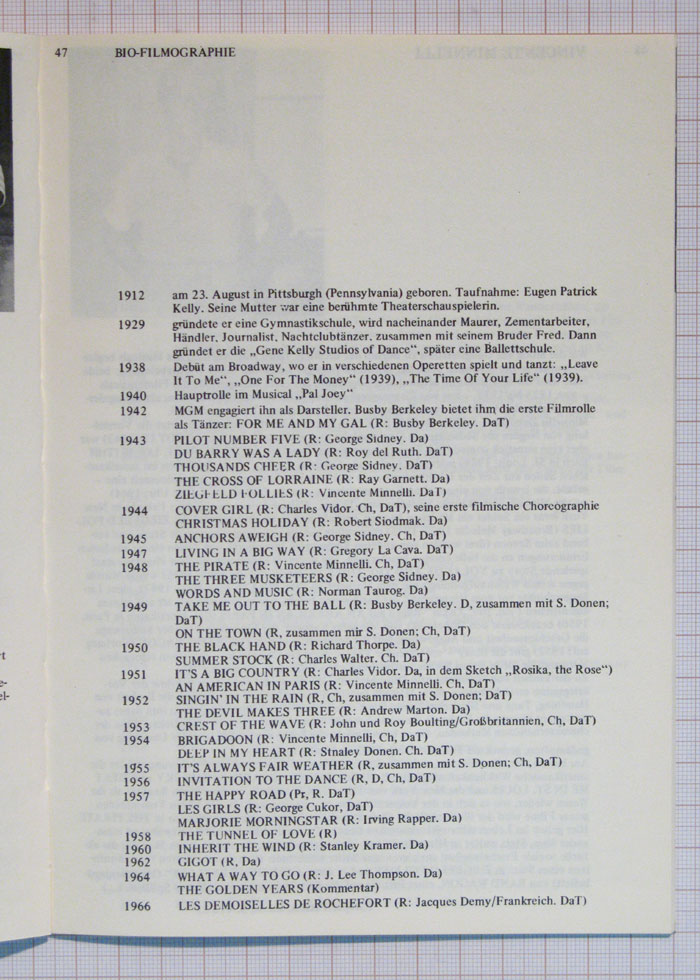 47 BIO-FILMOGRAPHIE
1912 am 23. August in Pittsburgh (Pennsylvania) geboren. Taufnahme: Eugen Patrick
Kelly. Seine Mutter war eine berühmte Theaterschauspielerin.
1929 gründete er eine Gymnastikschule, wird nacheinander Maurer, Zementarbeiter,
Händler, Journalist, Nachtclubtänzer, zusammen mit seinem Bruder Fred. Dann
gründet er die „Gene Kelly Studios of Dance“, später eine Ballettschule.
1938 Debüt am Broadway, wo er in verschiedenen Operetten spielt und tanzt: „Leave
It To Me“, „One For The Money“ (1939), „The Time Of Your Life“ (1939).
1940 Hauptrolle im Musical „Pal Joey“
1942 MGM engagiert ihn als Darsteller. Busby Berkeley bietet ihm die erste Filmrolle
als Tänzer: FOR ME AND MY GAL (R: Busby Berkeley. DaT)
1943 PILOT NUMBER FIVE (R: George Sidney. Da)
DU BARRY WAS A LADY (R: Roy del Ruth. DaT)
THOUSANDS CHEER (R: George Sidney. DaT)
THE CROSS OF LORRAINE (R: Ray Garnett. Da)
ZIEGFELD FOLLIES (R: Vincente Minnelli. DaT)
1944 COVER GIRL (R: Charles Vidor. Ch, DaT), seine erste filmische Choreographie
CHRISTMAS HOLIDAY (R: Robert Siodmak. Da)
1945 ANCHORS AWEIGH (R: George Sidney. Ch, DaT)
1947 LIVING IN A BIG WAY (R: Gregory La Cava. DaT)
1948 THE PIRATE (R: Vincente Minnelli. Ch, DaT)
THE THREE MUSKETEERS (R: George Sidney. Da)
WORDS AND MUSIC (R: Norman Taurog. Da)
1949 TAKE ME OUT TO THE BALL (R: Busby Berkeley. D, zusammen mit S. Donen;
DaT)
ON THE TOWN (R, zusammen mir S. Donen; Ch, DaT)
1950 THE BLACK HAND (R: Richard Thorpe. Da)
SUMMER STOCK (R: Charles Walter. Ch. DaT)
1951 IT'S A BIG COUNTRY (R: Charles Vidor. Da, in dem Sketch „Rosika, the Rose“)
AN AMERICAN IN PARIS (R: Vincente Minnelli. Ch, DaT)
1952 SINGIN' IN THE RAIN (R, Ch, zusammen mit S. Donen; DaT)
THE DEVIL MAKES THREE (R: Andrew Marton. Da)
1953 CREST OF THE WAVE (R: John und Roy Boulting/Großbritannien, Ch, DaT)
1954 BRIGADOON (R: Vincente Minnelli, Ch, DaT)
DEEP IN MY HEART (R: Stnaley Donen. Ch. DaT)
1955 IT'S ALWAYS FAIR WEATHER (R, zusammen mit S. Donen; Ch, DaT)
1956 INVITATION TO THE DANCE (R, D, Ch, DaT)
1957 THE HAPPY ROAD (Pr, R. DaT)
LES GIRLS (R: George Cukor, DaT)
MARJORIE MORNINGSTAR (R: Irving Rapper. Da)
1958 THE TUNNEL OF LOVE (R)
1960 INHERIT THE WIND (R: Stanley Kramer. Da)
1962 GIGOT (R, Da)
1964 WHAT A WAY TO GO (R: J. Lee Thompson. Da)
THE GOLDEN YEARS (Kommentar)
1966 LES DEMOISELLES DE ROCHEFORT (R: Jacques Demy/Frankreich. DaT)